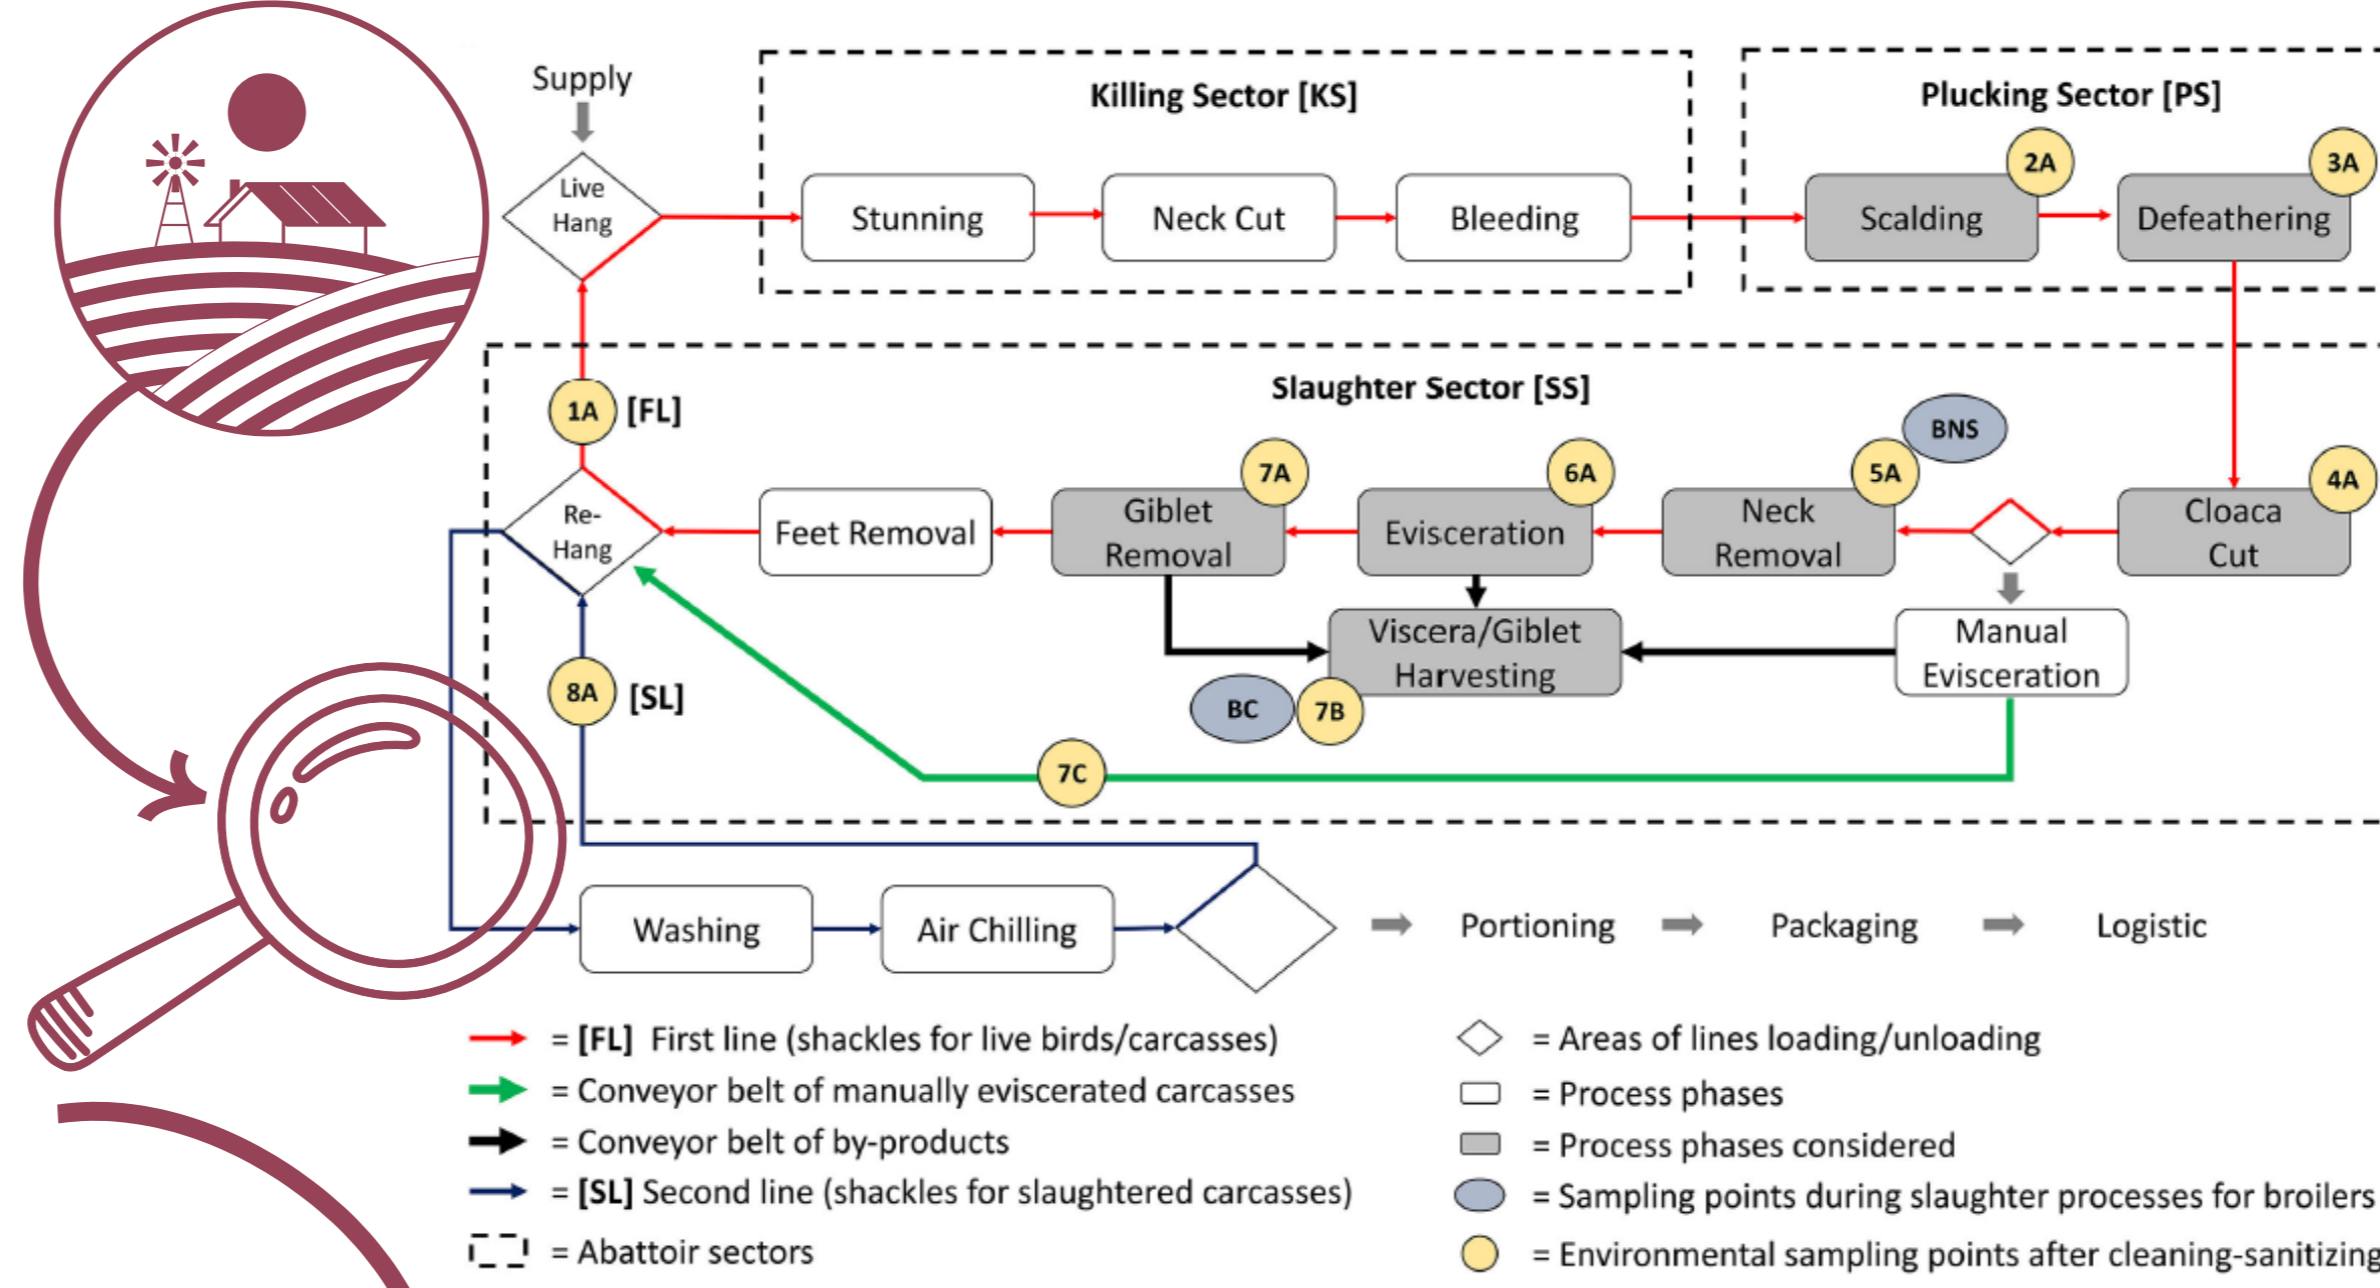 Supply
Killing Sector [KS]
Plucking Sector [PS]
Live
Hang
Stunning
Neck Cut
Bleeding
Scalding
2A
Defeathering
3A
Slaughter Sector [SS]
1A
[FL]
Re-
Hang
Feet Removal
7A
Giblet
Removal
6A
Evisceration
5A
BNS
Neck
Removal
4A
Cloaca
Cut
Viscera/Giblet
Harvesting
Manual
Evisceration
8A
[SL]
BC
7B
7C
Washing
Air Chilling
Portioning
Packaging
Logistic
= [FL] First line (shackles for live birds/carcasses)
= Conveyor belt of manually eviscerated carcasses
= Conveyor belt of by-products
= [SL] Second line (shackles for slaughtered carcasses)
= Abattoir sectors
= Areas of lines loading/unloading
= Process phases
= Process phases considered
= Sampling points during slaughter processes for broilers
= Environmental sampling points after cleaning-sanitizing